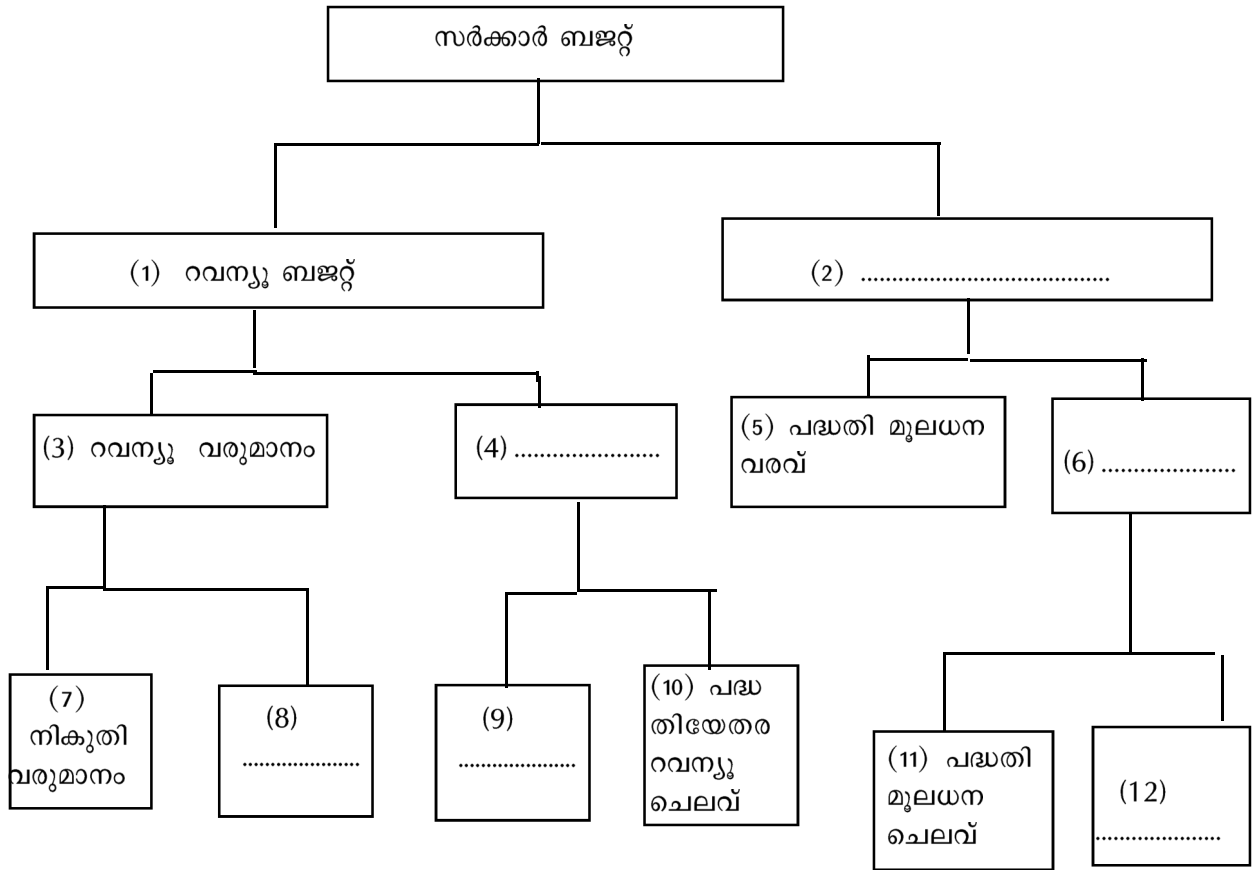 സർക്കാർ ബജറ്റ്
(1) റവന്യൂ ബജറ്റ്
(2) ..................................
(3) റവന്യൂ വരുമാനം
(4) .......................
(5) പദ്ധതി മൂലധന
വരവ്
(6) .....................
(7)
നികുതി
വരുമാനം
(8)
..................
(9)
..................
(10) പദ്ധ
തിയേതര
റവന്യൂ
ചെലവ്
(11) പദ്ധതി
മൂലധന
ചെലവ്
(12)
....................